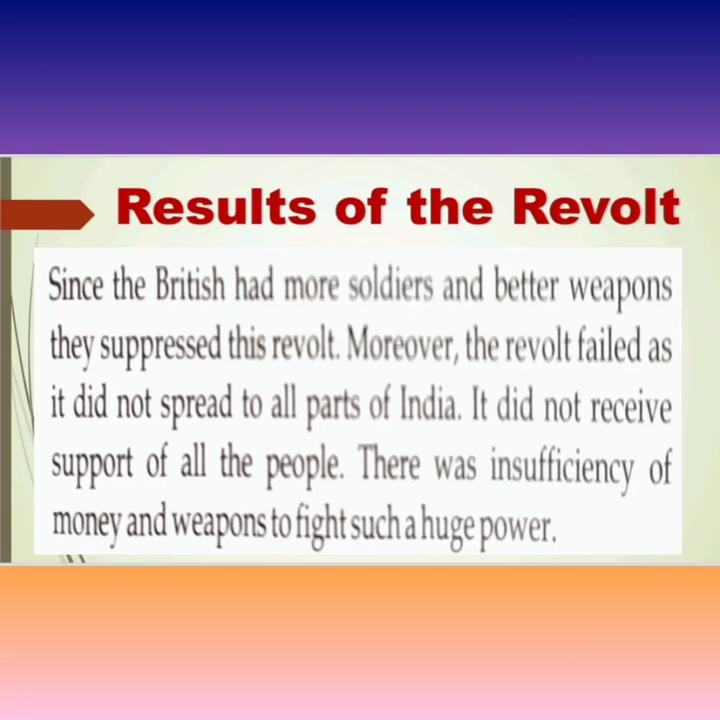 Results of the Revolt
Since the British had more soldiers and better weapons
they suppressed this revolt. Moreover, the revolt failed as
it did not spread to all parts of India. It did not receive
support of all the people. There was insufficiency of
money and weapons to fight such a huge power.